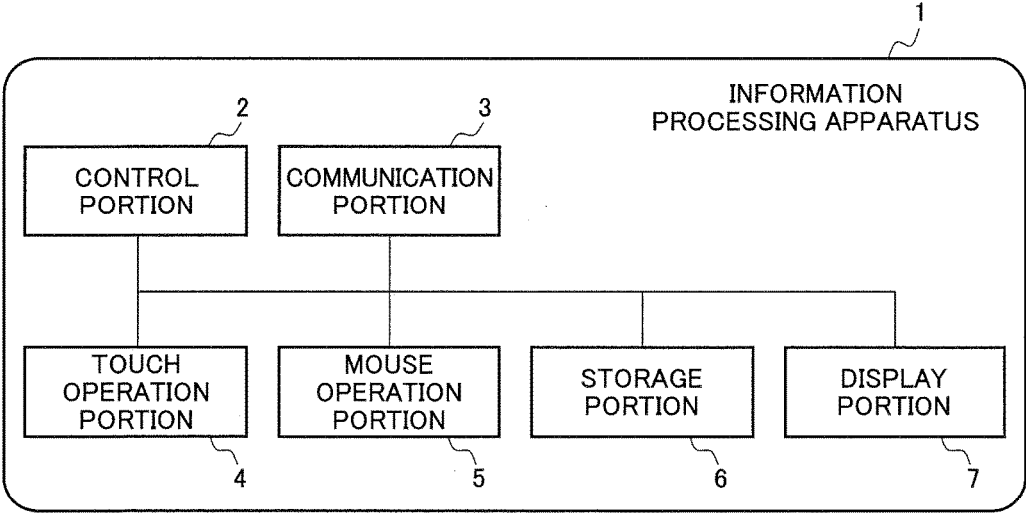 1
INFORMATION
PROCESSING APPARATUS
2
3
CONTROL
PORTION
COMMUNICATION
PORTION
TOUCH
OPERATION
PORTION
MOUSE
OPERATION
PORTION
STORAGE
PORTION
DISPLAY
PORTION
4
5
6
7